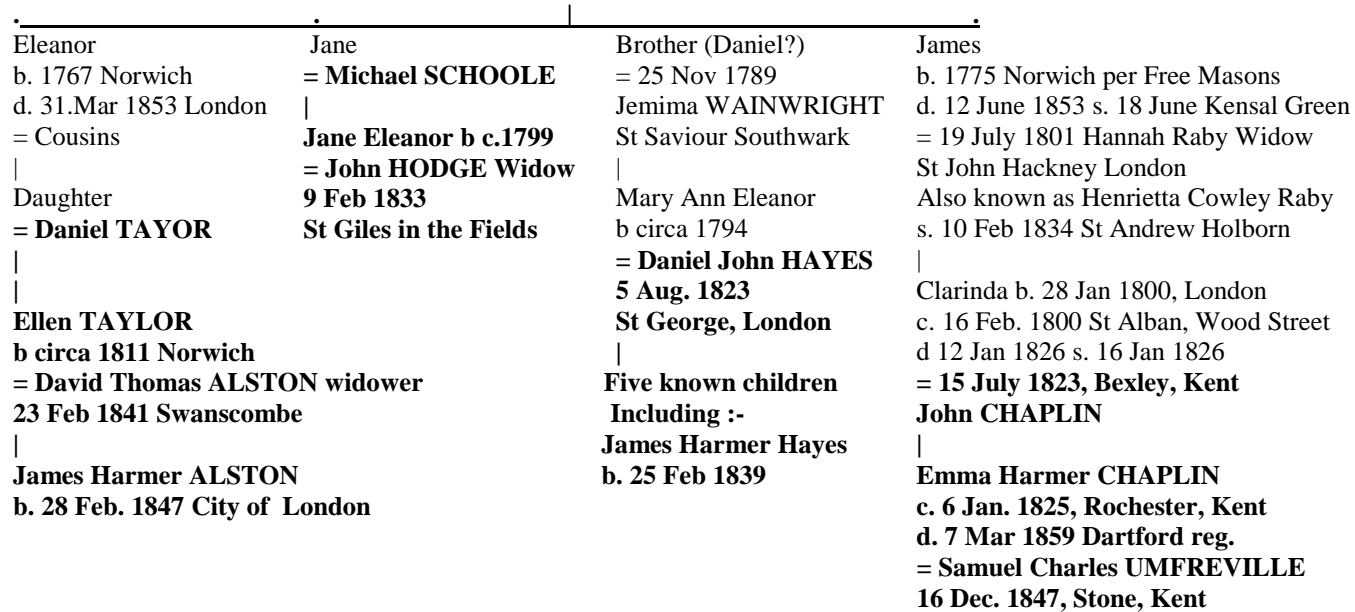 Eleanor
b. 1767 Norwich
d. 31.Mar 1853 London
= Cousins
Daughter
= Daniel TAYOR
Ellen TAYLOR
b circa 1811 Norwich
= David Thomas ALSTON widower
23 Feb 1841 Swanscombe
James Harmer ALSTON
b. 28 Feb. 1847 City of London
Jane
= Michael SCHOOLE
Jane Eleanor b c.1799
= John HODGE Widow
9 Feb 1833
St Giles in the Fields
Brother (Daniel?)
= 25 Nov 1789
Jemima WAINWRIGHT
St Saviour Southwark
Mary Ann Eleanor
b circa 1794
= Daniel John HAYES
5 Aug. 1823
St George, London
Five known children
Including :-
James Harmer Hayes
b. 25 Feb 1839
James
b. 1775 Norwich per Free Masons
d. 12 June 1853 s. 18 June Kensal Green
= 19 July 1801 Hannah Raby Widow
St John Hackney London
Also known as Henrietta Cowley Raby
s. 10 Feb 1834 St Andrew Holborn
Clarinda b. 28 Jan 1800, London
c. 16 Feb. 1800 St Alban, Wood Street
d 12 Jan 1826 s. 16 Jan 1826
= 15 July 1823, Bexley, Kent
John CHAPLIN
Emma Harmer CHAPLIN
c. 6 Jan. 1825, Rochester, Kent
d. 7 Mar 1859 Dartford reg.
= Samuel Charles UMFREVILLE
16 Dec. 1847, Stone, Kent